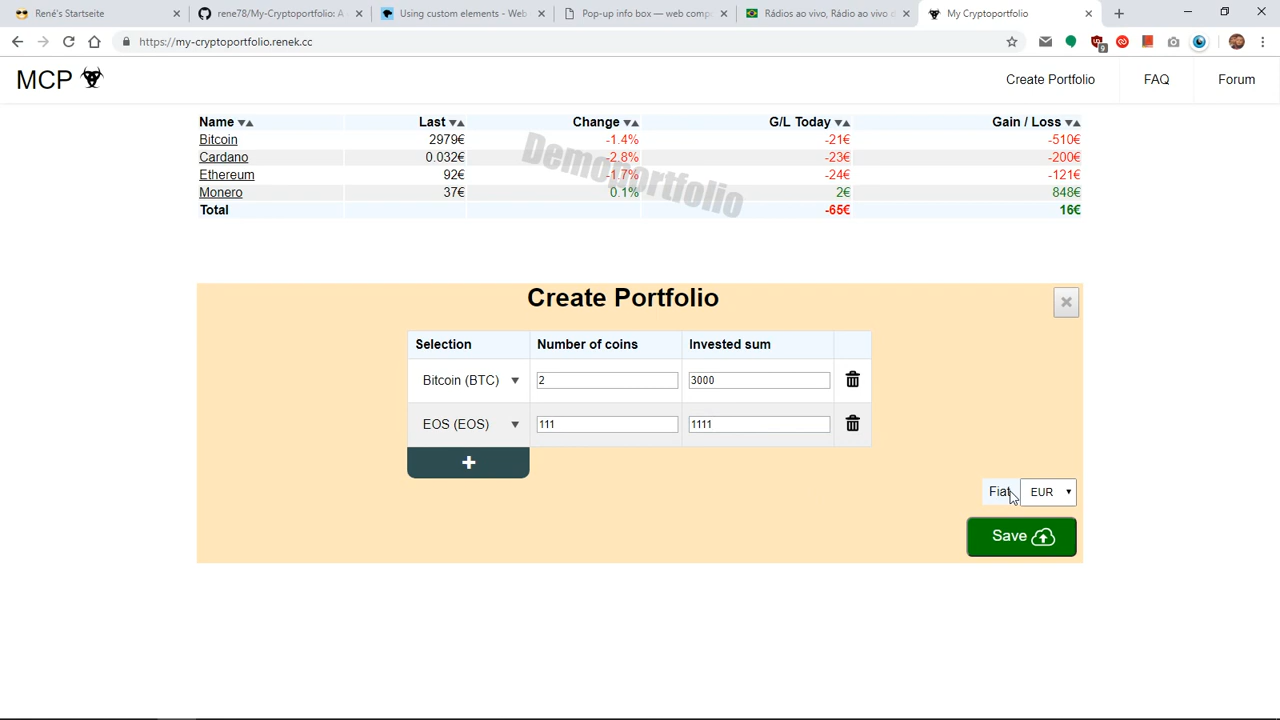 René's Startseite
rene78/My-Cryptoportfolio: A
Using custom elements - Web
Pop-up info box — web comp
Rádios ao vivo, Rádio ao vivo d
My Cryptoportfolio
https://my-cryptoportfolio.renek.cc
9
MCP
Create Portfolio
FAQ
Forum
Name ▼▲ Last ▼▲ Change ▼▲ G/L Today ▼▲ Gain / Loss ▼▲
Bitcoin 2979€ -1.4% -21€ -510€
Cardano 0.032€ -2.8% -23€ -200€
Ethereum 92€ -1.7% -24€ -121€
Monero 37€ 0.1% 2€ 848€
Total -65€ 16€
Demoportfolio
Create Portfolio
Selection Number of coins Invested sum
Bitcoin (BTC) 2 3000
EOS (EOS) 111 1111
Fiat EUR
Save